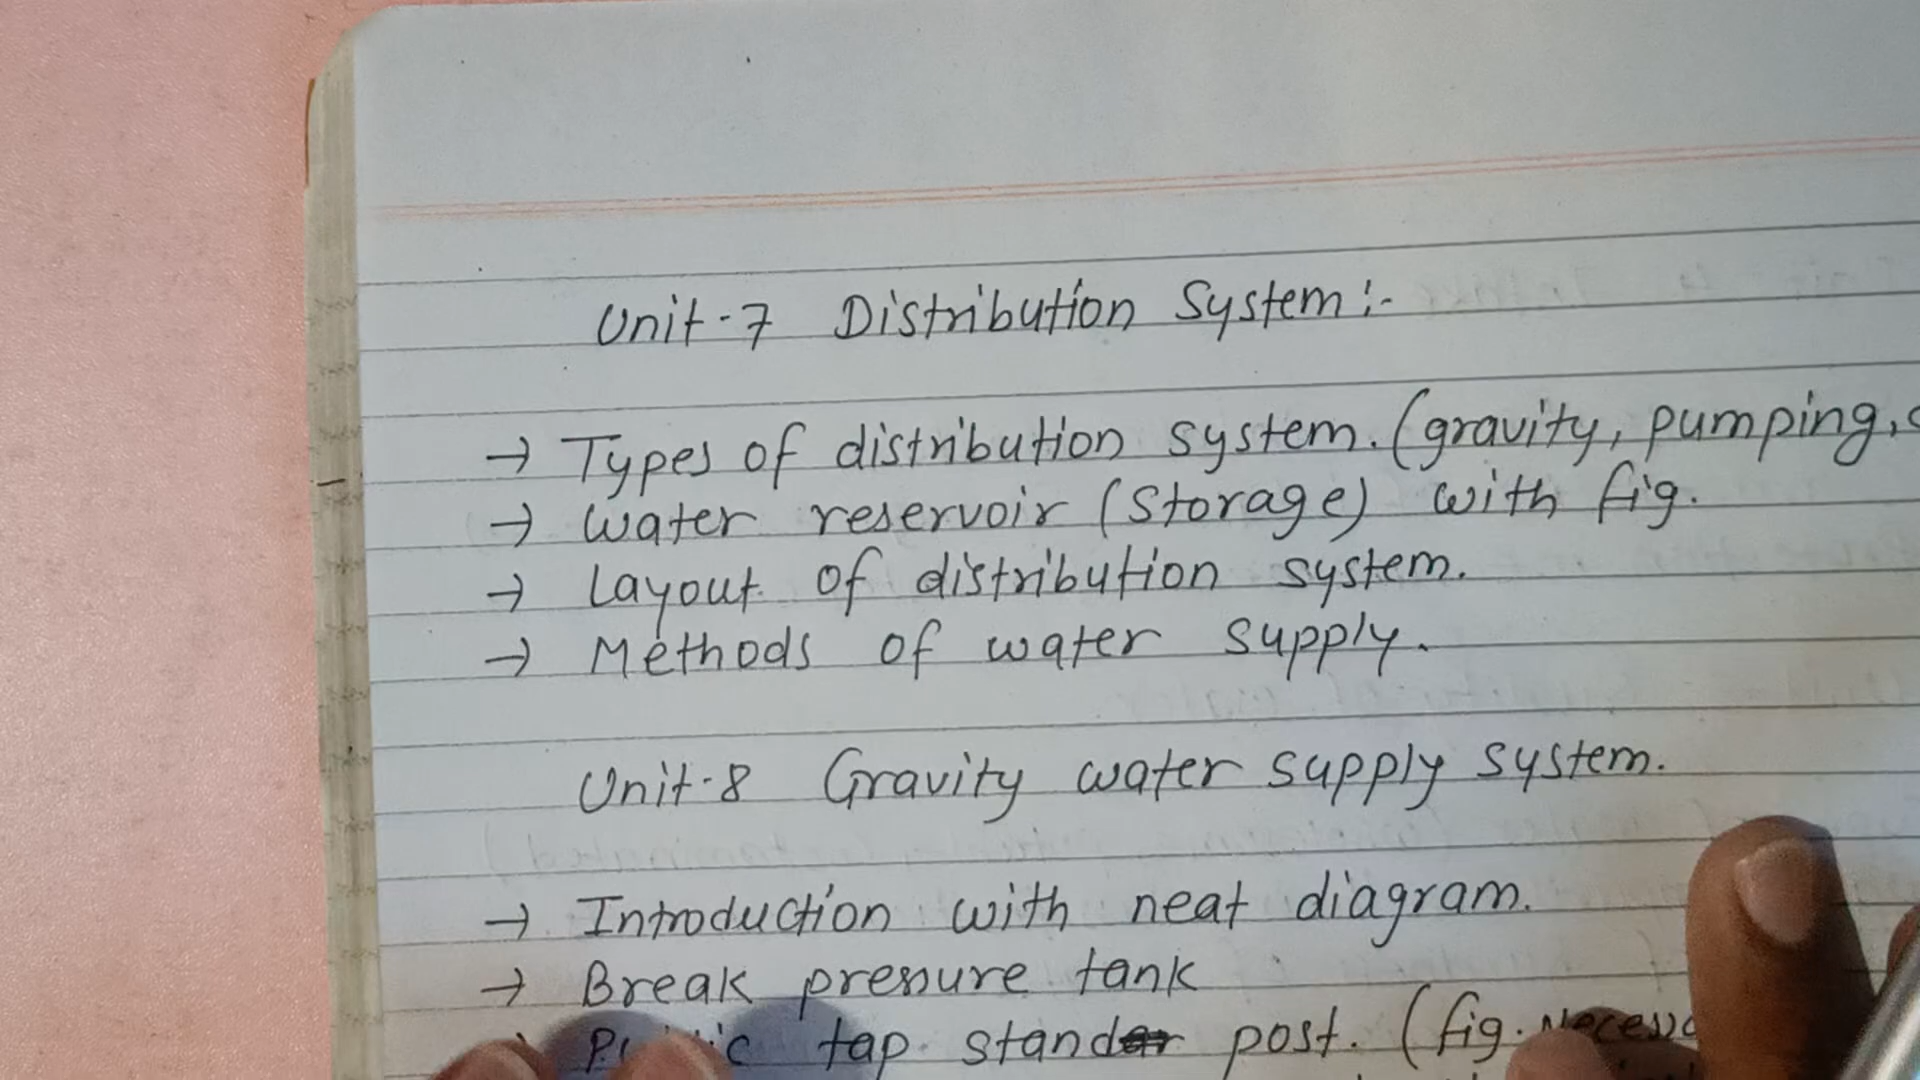 Unit-7 Distribution System:-
→ Types of distribution system. (gravity, pumping,
→ Water reservoir (Storage) with fig.
→ Layout of distribution system.
→ Methods of water supply.
Unit-8 Gravity water supply system.
→ Introduction with neat diagram.
→ Break pressure tank
tap stand post. (fig.